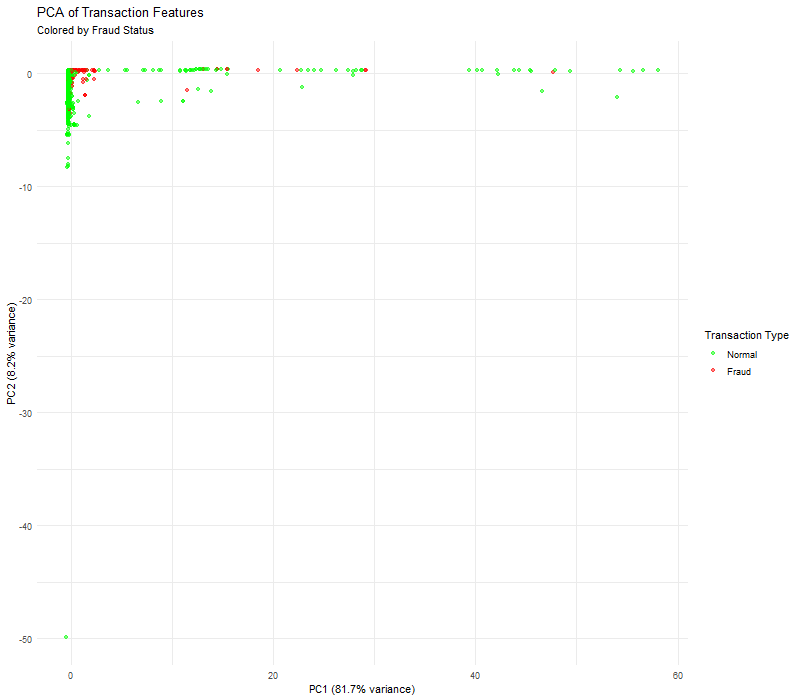 PCA of Transaction Features
Colored by Fraud Status
0
-10
-20
-30
-40
-50
PC2 (8.2% variance)
0
20
40
60
PC1 (81.7% variance)
Transaction Type
Normal
Fraud